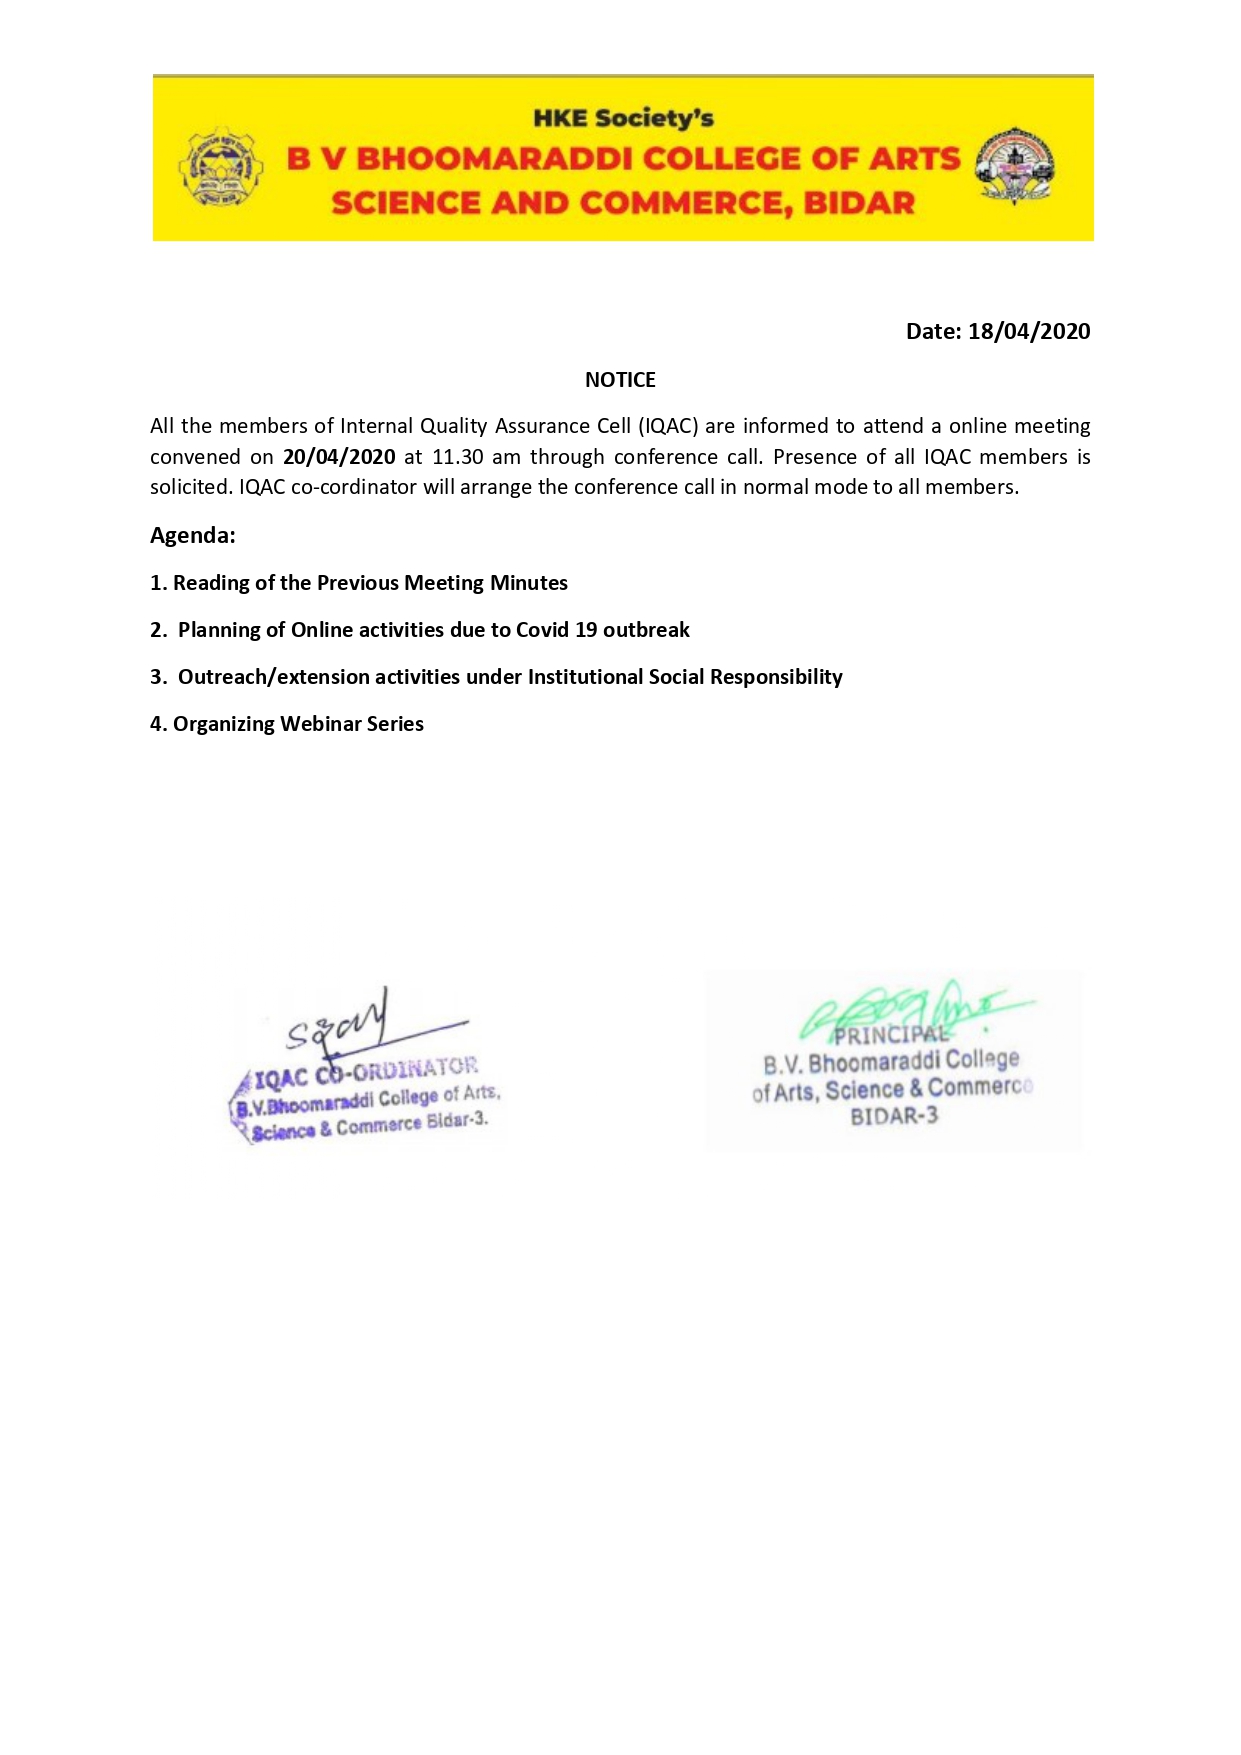 HKE Society's
B V BHOOMARADDI COLLEGE OF ARTS
SCIENCE AND COMMERCE, BIDAR
Date: 18/04/2020
NOTICE
All the members of Internal Quality Assurance Cell (IQAC) are informed to attend a online meeting
convened on 20/04/2020 at 11.30 am through conference call. Presence of all IQAC members is
solicited. IQAC co-cordinator will arrange the conference call in normal mode to all members.
Agenda:
1. Reading of the Previous Meeting Minutes
2.  Planning of Online activities due to Covid 19 outbreak
3.  Outreach/extension activities under Institutional Social Responsibility
4. Organizing Webinar Series
IQAC CO-ORDINATOR
B.V.Bhoomaraddi College of Arts,
Science & Commerce Bidar-3.
PRINCIPAL
B.V. Bhoomaraddi College
of Arts, Science & Commerce
BIDAR-3